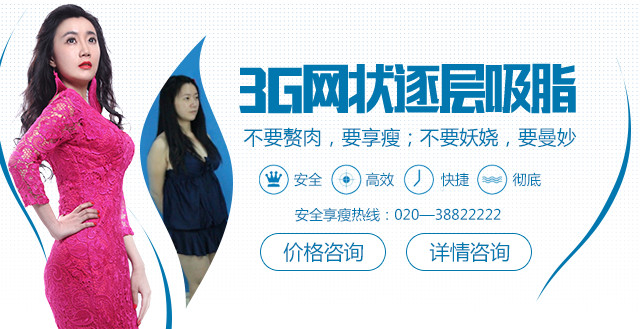 3G网状逐层吸脂
不要赘肉，要享瘦；不要妖娆，要曼妙
安全 高效 快捷 彻底
安全享瘦热线：020—38822222
价格咨询 详情咨询